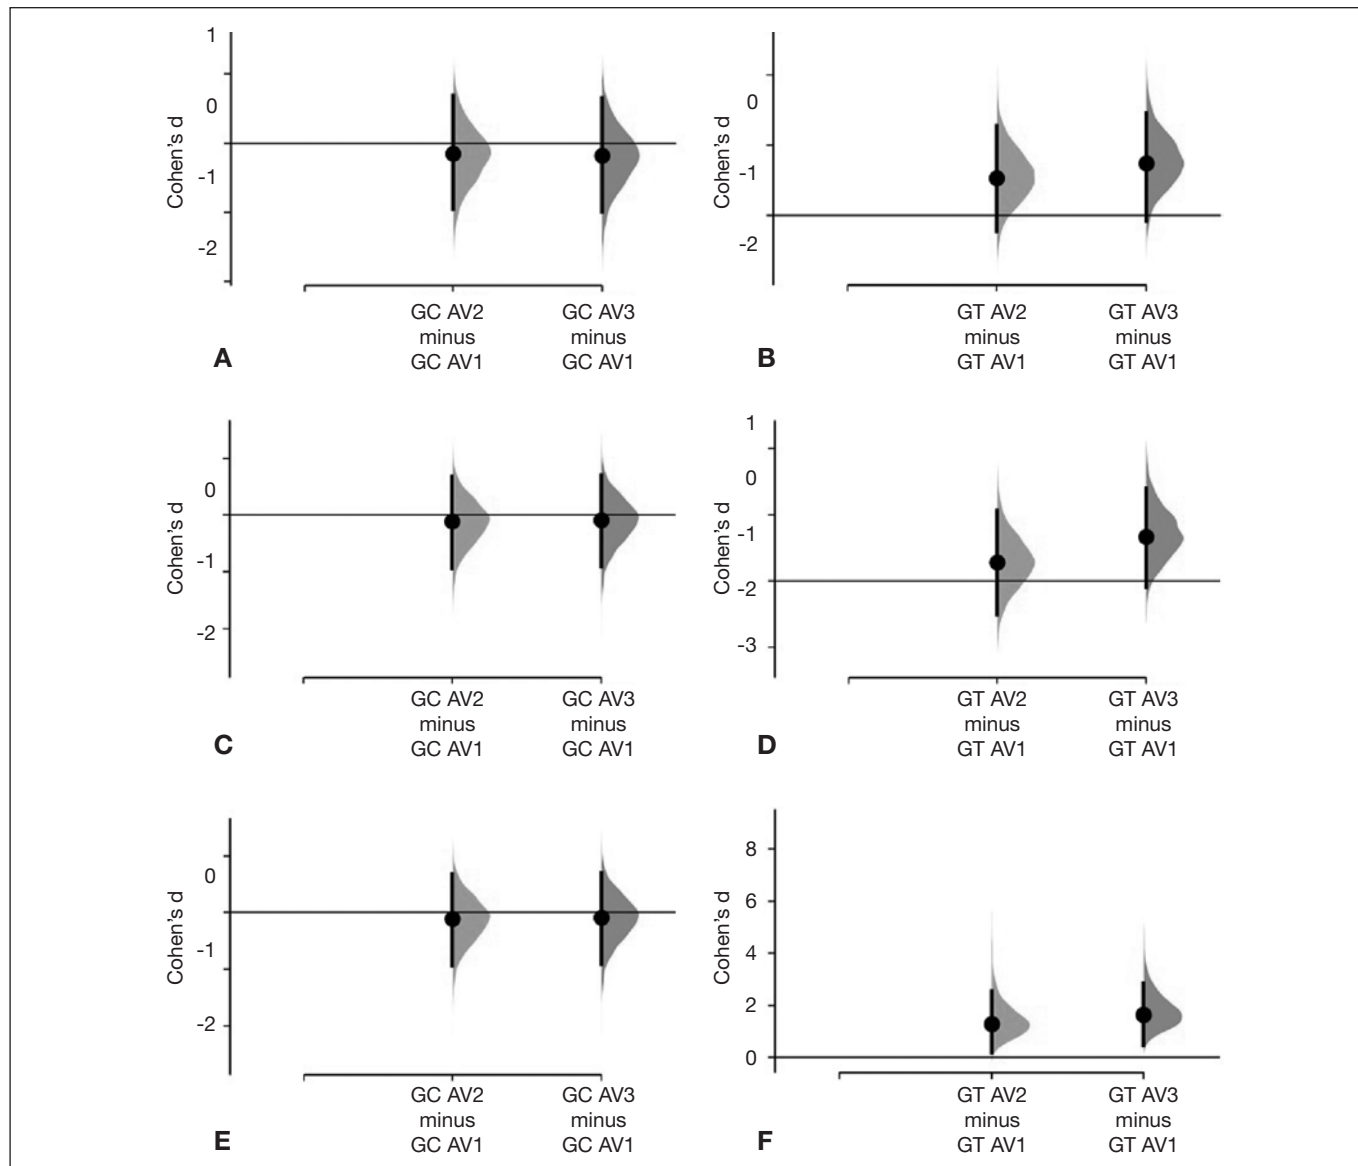 1
0
-1
-2
Cohen's d
GC AV2
minus
GC AV1
GC AV3
minus
GC AV1
A
0
-1
-2
Cohen's d
GT AV2
minus
GT AV1
GT AV3
minus
GT AV1
B
0
-1
-2
Cohen's d
GC AV2
minus
GC AV1
GC AV3
minus
GC AV1
C
1
0
-1
-2
-3
Cohen's d
GT AV2
minus
GT AV1
GT AV3
minus
GT AV1
D
0
-1
-2
Cohen's d
GC AV2
minus
GC AV1
GC AV3
minus
GC AV1
E
8
6
4
2
0
Cohen's d
GT AV2
minus
GT AV1
GT AV3
minus
GT AV1
F